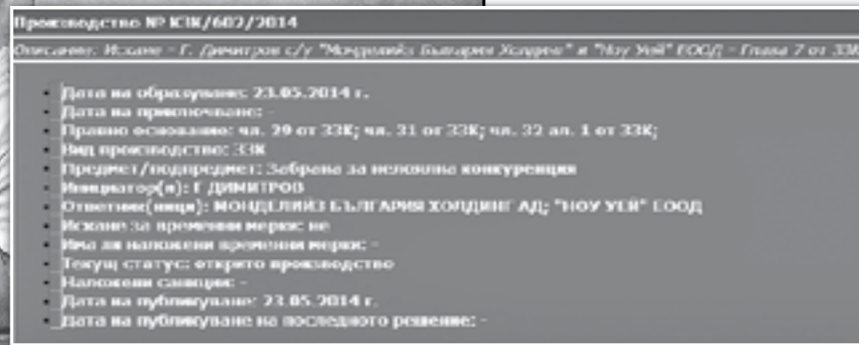 Производство № КЗК/602/2014
Описание: Искане - Г. Димитров с/у "Монделийз България Холдинг" и "Ноу Уей" ЕООД - Глава 7 от ЗЗК
Дата на образуване: 23.05.2014 г.
Дата на приключване: -
Правно основание: чл. 29 от ЗЗК; чл. 31 от ЗЗК; чл. 32 ал. 1 от ЗЗК;
Вид производство: ЗЗК
Предмет/подпредмет: Забрана за нелоялна конкуренция
Инициатор(и): Г ДИМИТРОВ
Ответник(ници): МОНДЕЛИЙЗ БЪЛГАРИЯ ХОЛДИНГ АД; "НОУ УЕЙ" ЕООД
Искане за временни мерки: не
Има ли наложени временни мерки: -
Текущ статус: открито производство
Наложени санкции: -
Дата на публикуване: 23.05.2014 г.
Дата на публикуване на последното решение: -